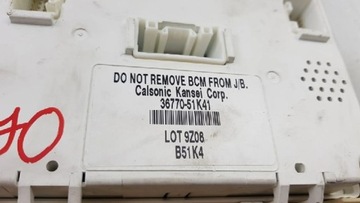 DO NOT REMOVE BCM FROM J/B.
Calsonic Kansei Corp.
36770-51K41
LOT 9Z08
B51K4